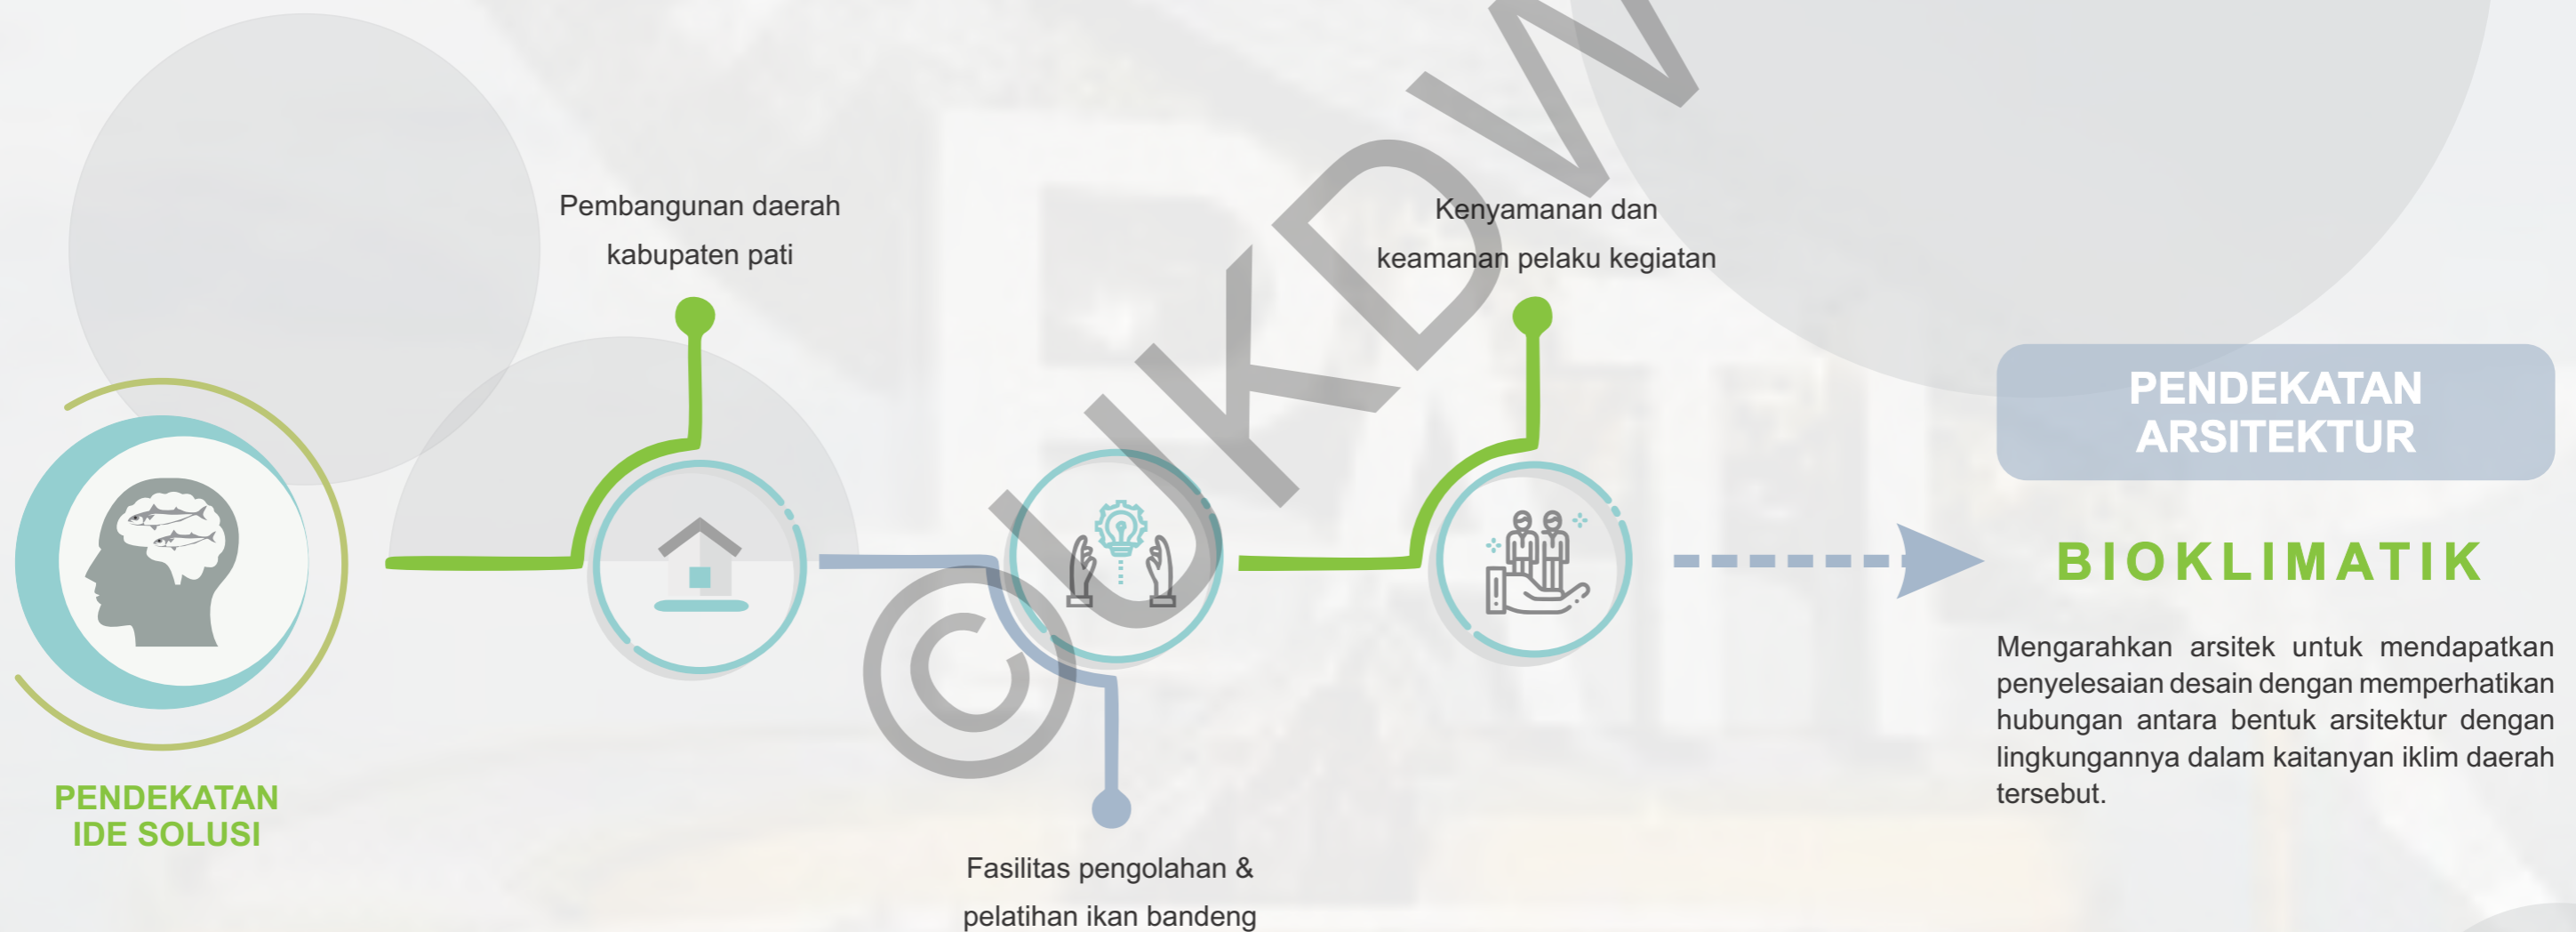 Pembangunan daerah
kabupaten pati
Kenyamanan dan
keamanan pelaku kegiatan
PENDEKATAN
IDE SOLUSI
Fasilitas pengolahan &
pelatihan ikan bandeng
PENDEKATAN
ARSITEKTUR
BIOKLIMATIK
Mengarahkan arsitek untuk mendapatkan
penyelesaian desain dengan memperhatikan
hubungan antara bentuk arsitektur dengan
lingkungannya dalam kaitanyan iklim daerah
tersebut.
©UKDW
PATI